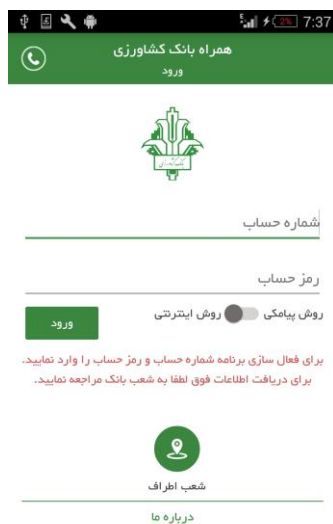 2% 7:37
همراه بانک کشاورزی
ورود
شماره حساب
رمز حساب
روش پیامکی روش اینترنتی
ورود
برای فعال سازی برنامه شماره حساب و رمز حساب را وارد نمایید.
برای دریافت اطلاعات فوق لطفا به شعب بانک مراجعه نمایید.
شعب اطراف
درباره ما